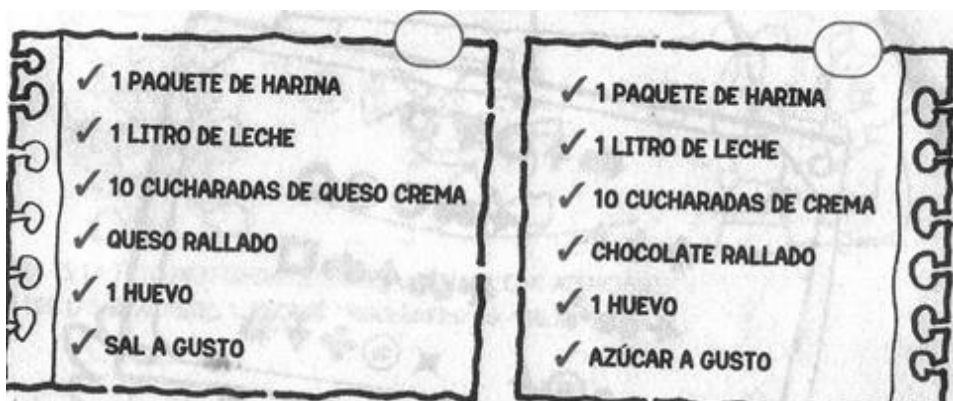 ✓ 1 PAQUETE DE HARINA
✓ 1 LITRO DE LECHE
✓ 10 CUCHARADAS DE QUESO CREMA
✓ QUESO RALLADO
✓ 1 HUEVO
✓ SAL A GUSTO
✓ 1 PAQUETE DE HARINA
✓ 1 LITRO DE LECHE
✓ 10 CUCHARADAS DE CREMA
✓ CHOCOLATE RALLADO
✓ 1 HUEVO
✓ AZÚCAR A GUSTO